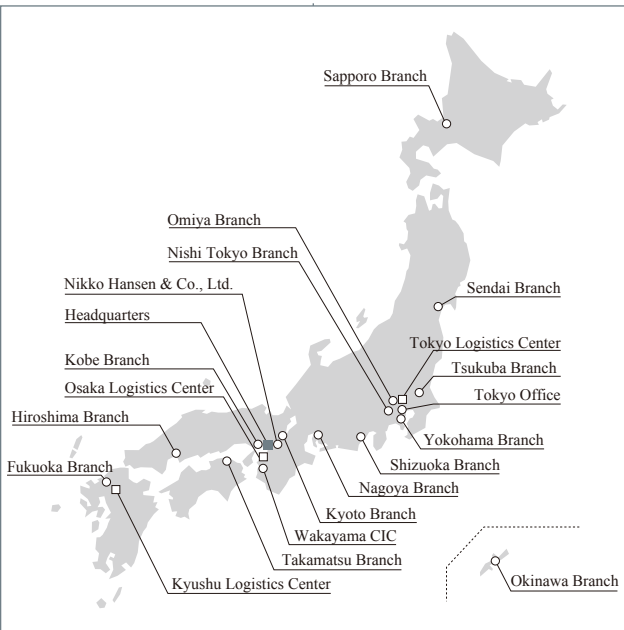 Sapporo Branch
Omiya Branch
Nishi Tokyo Branch
Nikko Hansen & Co., Ltd.
Sendai Branch
Headquarters
Tokyo Logistics Center
Kobe Branch
Tsukuba Branch
Osaka Logistics Center
Tokyo Office
Hiroshima Branch
Yokohama Branch
Fukuoka Branch
Shizuoka Branch
Nagoya Branch
Kyoto Branch
Wakayama CIC
Takamatsu Branch
Kyushu Logistics Center
Okinawa Branch